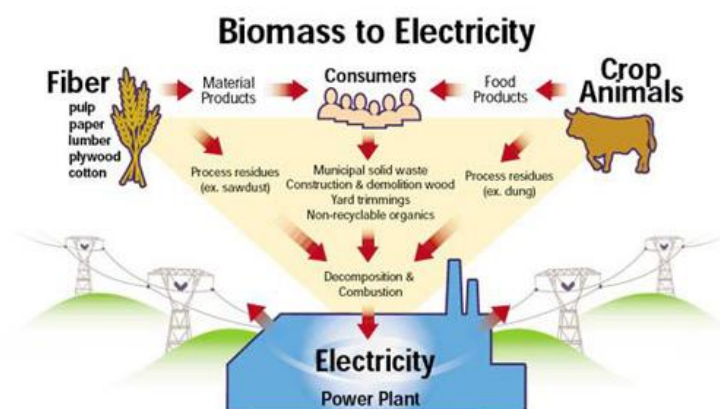 Biomass to Electricity
Fiber
pulp
paper
lumber
plywood
cotton
Material
Products
Consumers
Food
Products
Crop
Animals
Process residues
(ex. sawdust)
Municipal solid waste
Construction & demolition wood
Yard trimmings
Non-recyclable organics
Process residues
(ex. dung)
Decomposition &
Combustion
Electricity
Power Plant